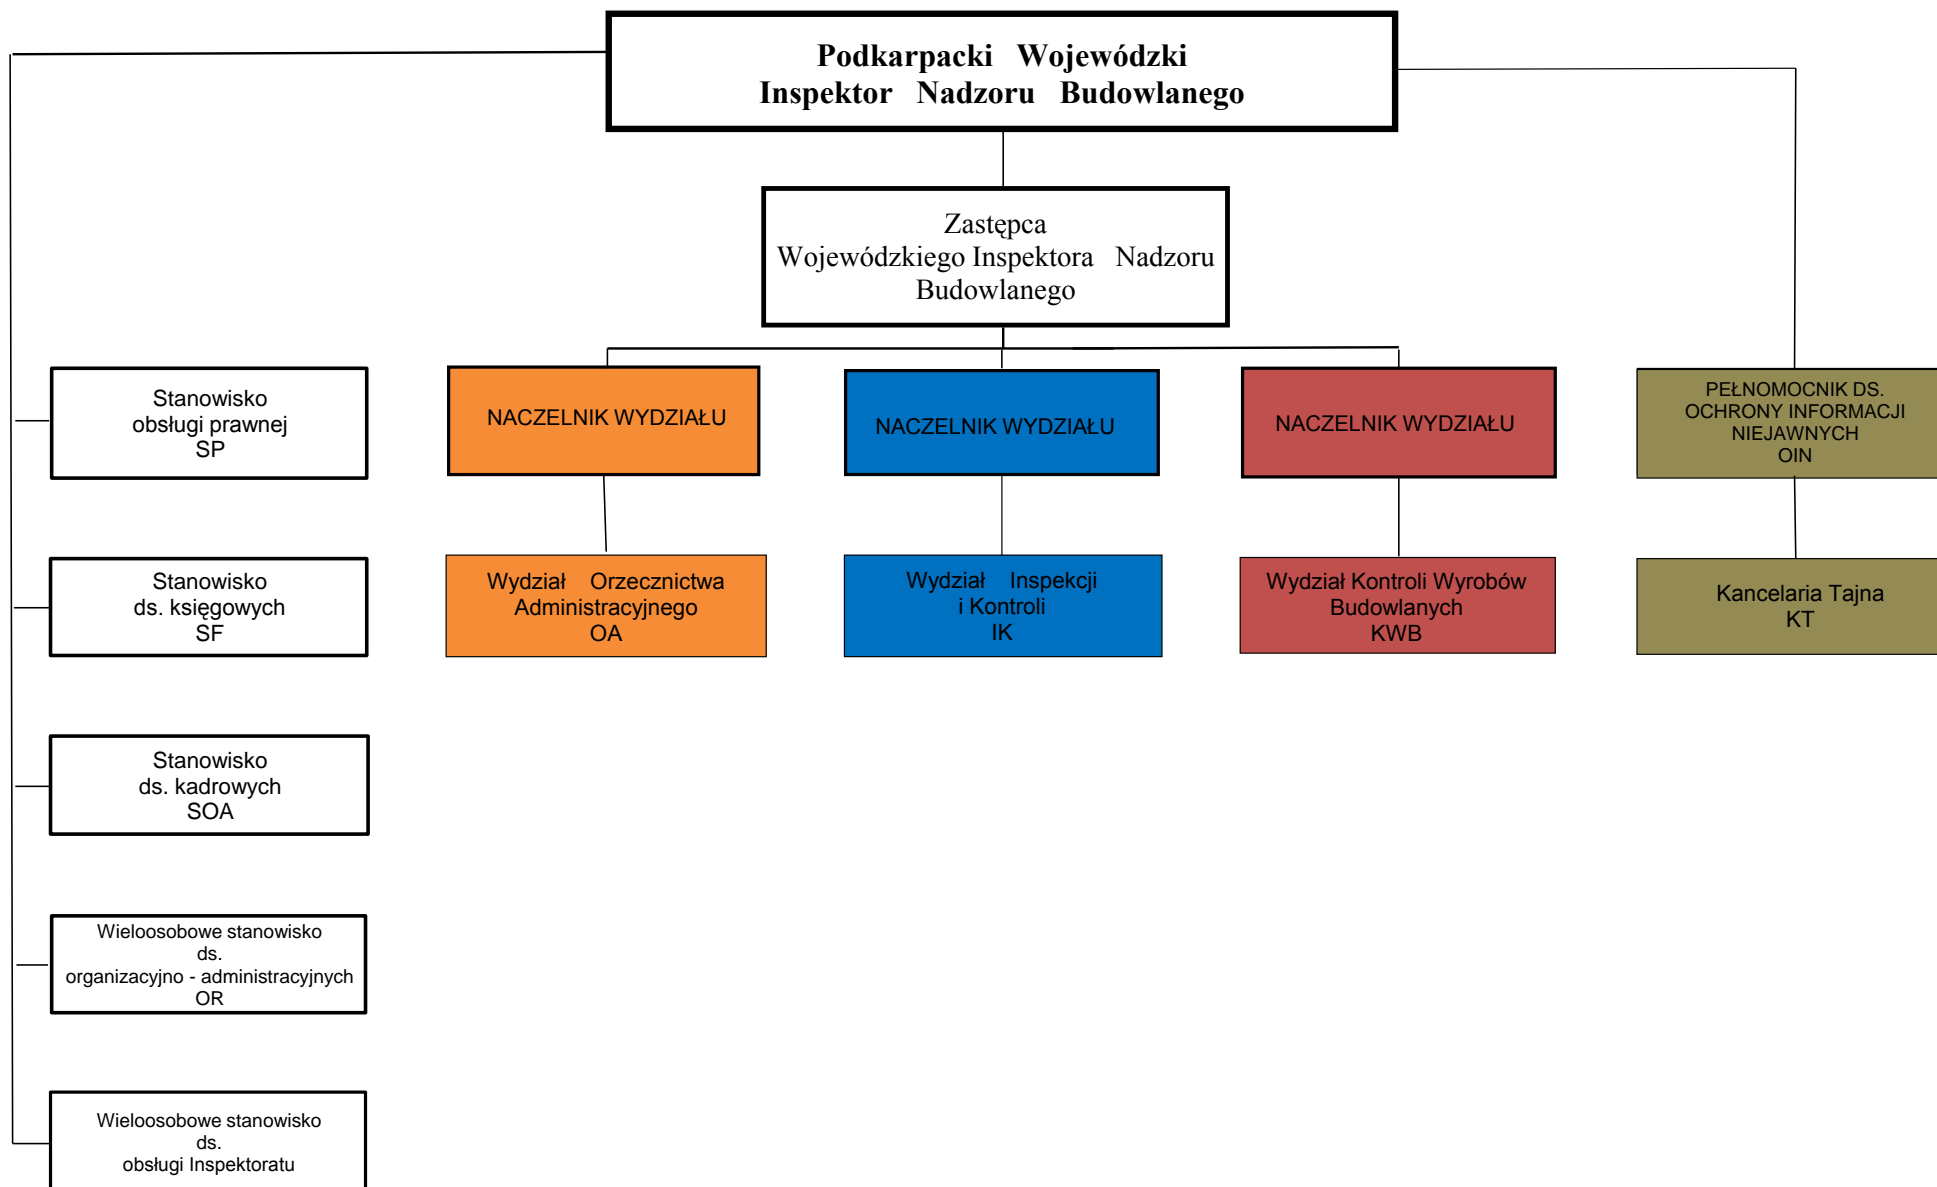 Podkarpacki Wojewódzki
Inspektor Nadzoru Budowlanego
Zastępca
Wojewódzkiego Inspektora Nadzoru
Budowlanego
Stanowisko
obsługi prawnej
SP
NACZELNIK WYDZIAŁU
NACZELNIK WYDZIAŁU
NACZELNIK WYDZIAŁU
PEŁNOMOCNIK DS.
OCHRONY INFORMACJI
NIEJAWNYCH
OIN
Stanowisko
ds. księgowych
SF
Wydział Orzecznictwa
Administracyjnego
OA
Wydział Inspekcji
i Kontroli
IK
Wydział Kontroli Wyrobów
Budowlanych
KWB
Kancelaria Tajna
KT
Stanowisko
ds. kadrowych
SOA
Wieloosobowe stanowisko
ds.
organizacyjno - administracyjnych
OR
Wieloosobowe stanowisko
ds.
obsługi Inspektoratu